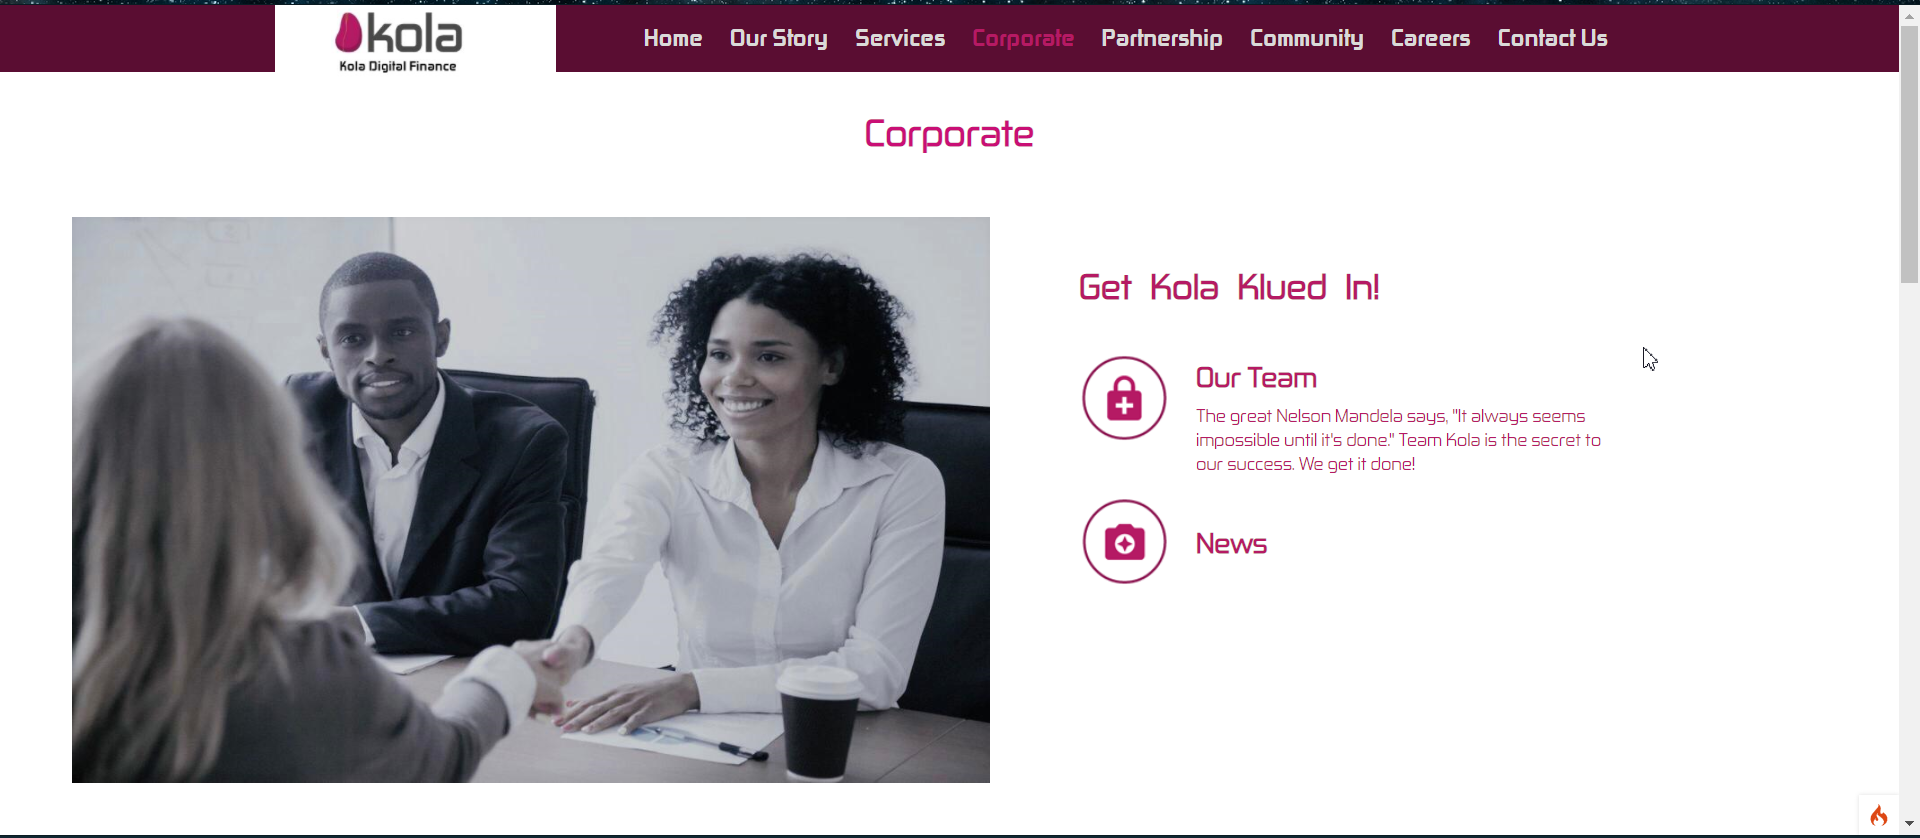 kola
Kola Digital Finance
Home Our Story Services Corporate Partnership Community Careers Contact Us
Corporate
Get Kola Klued In!
Our Team
The great Nelson Mandela says, "It always seems
impossible until it's done." Team Kola is the secret to
our success. We get it done!
News